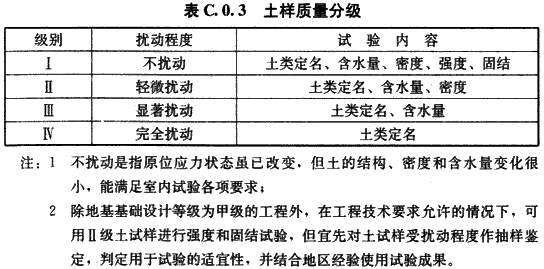 表 C. 0. 3 土样质量分级
级别 扰动程度 试 验 内 容
Ⅰ 不扰动 土类定名、含水量、密度、强度、固结
Ⅱ 轻微扰动 土类定名、含水量、密度
Ⅲ 显著扰动 土类定名、含水量
Ⅳ 完全扰动 土类定名
注：1 不扰动是指原位应力状态虽已改变，但土的结构、密度和含水量变化很
小，能满足室内试验各项要求；
2 除地基基础设计等级为甲级的工程外，在工程技术要求允许的情况下，可
用Ⅱ级土试样进行强度和固结试验，但宜先对土试样受扰动程度作抽样鉴
定，判定用于试验的适宜性，并结合地区经验使用试验成果。